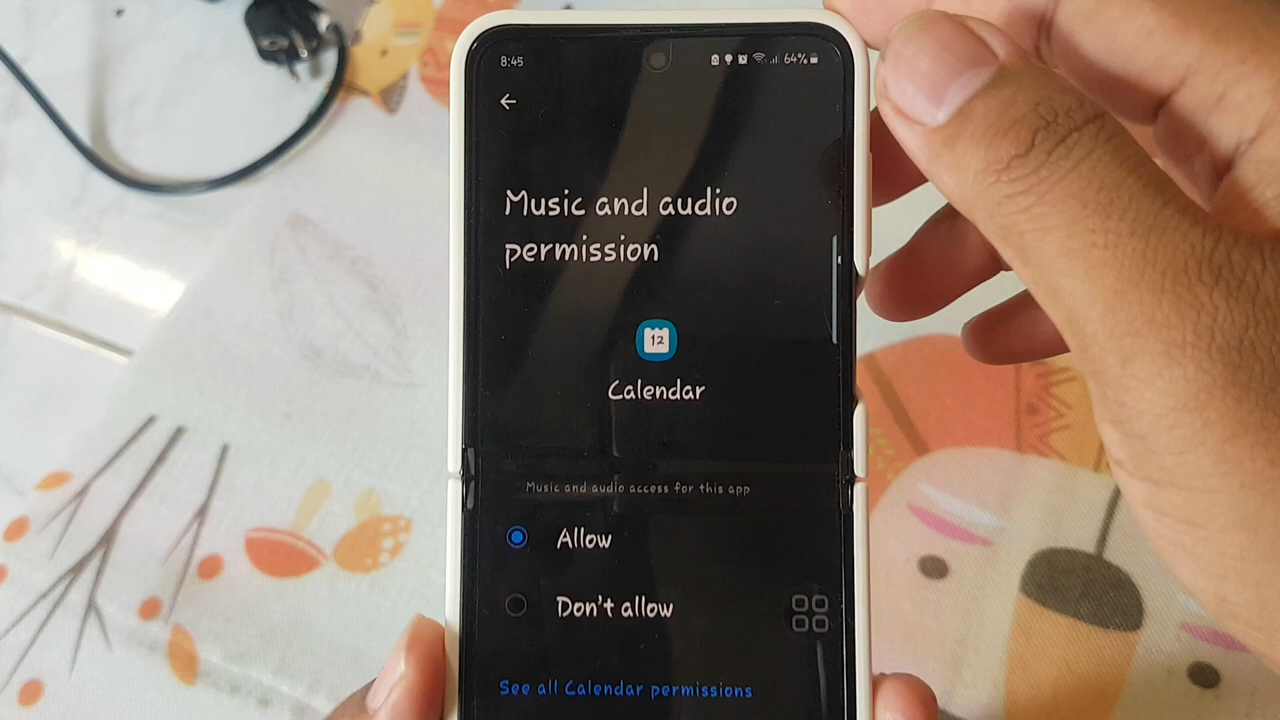 8:45
64%
Music and audio
permission
12
Calendar
Music and audio access for this app
Allow
Don't allow
See all Calendar permissions